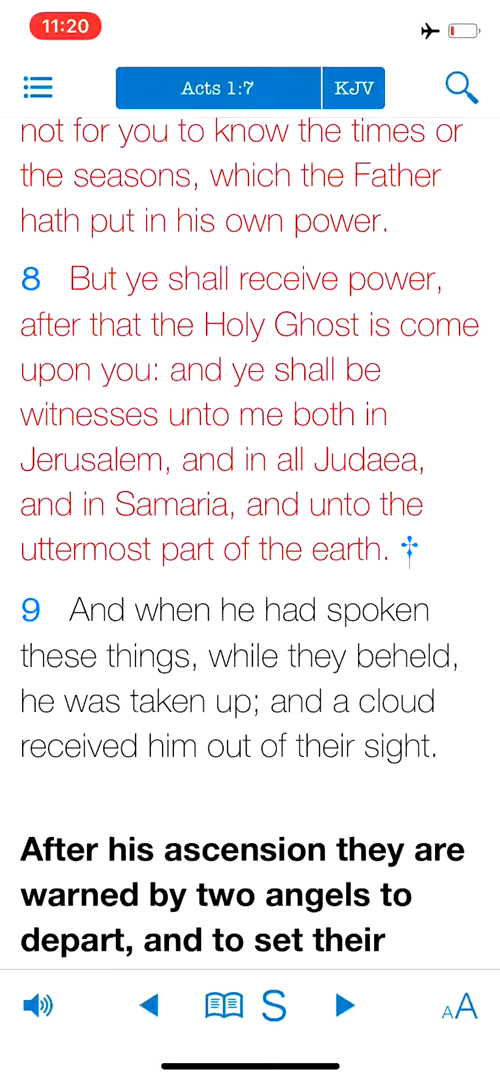 11:20
Acts 1:7 KJV
not for you to know the times or
the seasons, which the Father
hath put in his own power.
8 But ye shall receive power,
after that the Holy Ghost is come
upon you: and ye shall be
witnesses unto me both in
Jerusalem, and in all Judaea,
and in Samaria, and unto the
uttermost part of the earth.
9 And when he had spoken
these things, while they beheld,
he was taken up; and a cloud
received him out of their sight.
After his ascension they are
warned by two angels to
depart, and to set their
S
AA